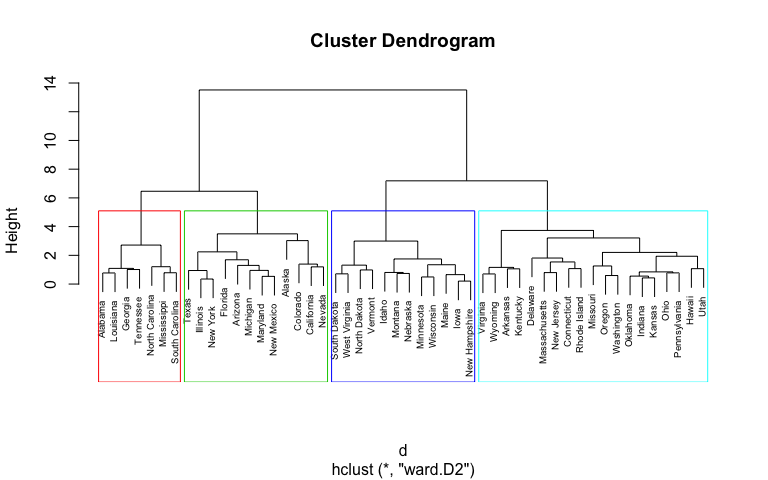 Cluster Dendrogram
Height
14
10
8
6
4
2
0
Alabama
Louisiana
Georgia
Tennessee
North Carolina
Mississippi
South Carolina
Texas
Illinois
New York
Florida
Arizona
Michigan
Maryland
New Mexico
Alaska
Colorado
California
Nevada
South Dakota
West Virginia
North Dakota
Vermont
Idaho
Montana
Nebraska
Minnesota
Wisconsin
Maine
Iowa
New Hampshire
Virginia
Wyoming
Arkansas
Kentucky
Delaware
Massachusetts
New Jersey
Connecticut
Rhode Island
Missouri
Oregon
Washington
Oklahoma
Indiana
Kansas
Ohio
Pennsylvania
Hawaii
Utah
d
hclust (*, "ward.D2")